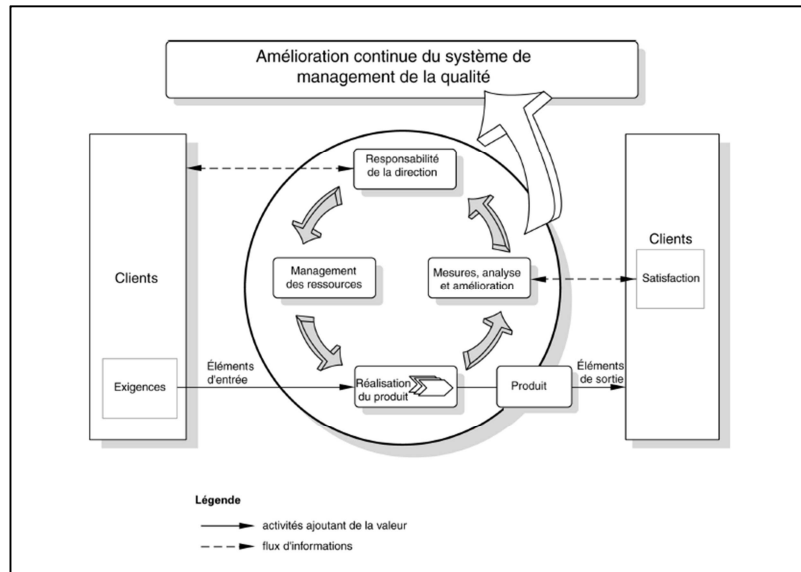 Amélioration continue du système de
management de la qualité
Responsabilité
de la direction
Clients
Management
des ressources
Mesures, analyse
et amélioration
Clients
Satisfaction
Exigences
Éléments
d'entrée
Réalisation
du produit
Produit
Éléments
de sortie
Légende
activités ajoutant de la valeur
flux d'informations